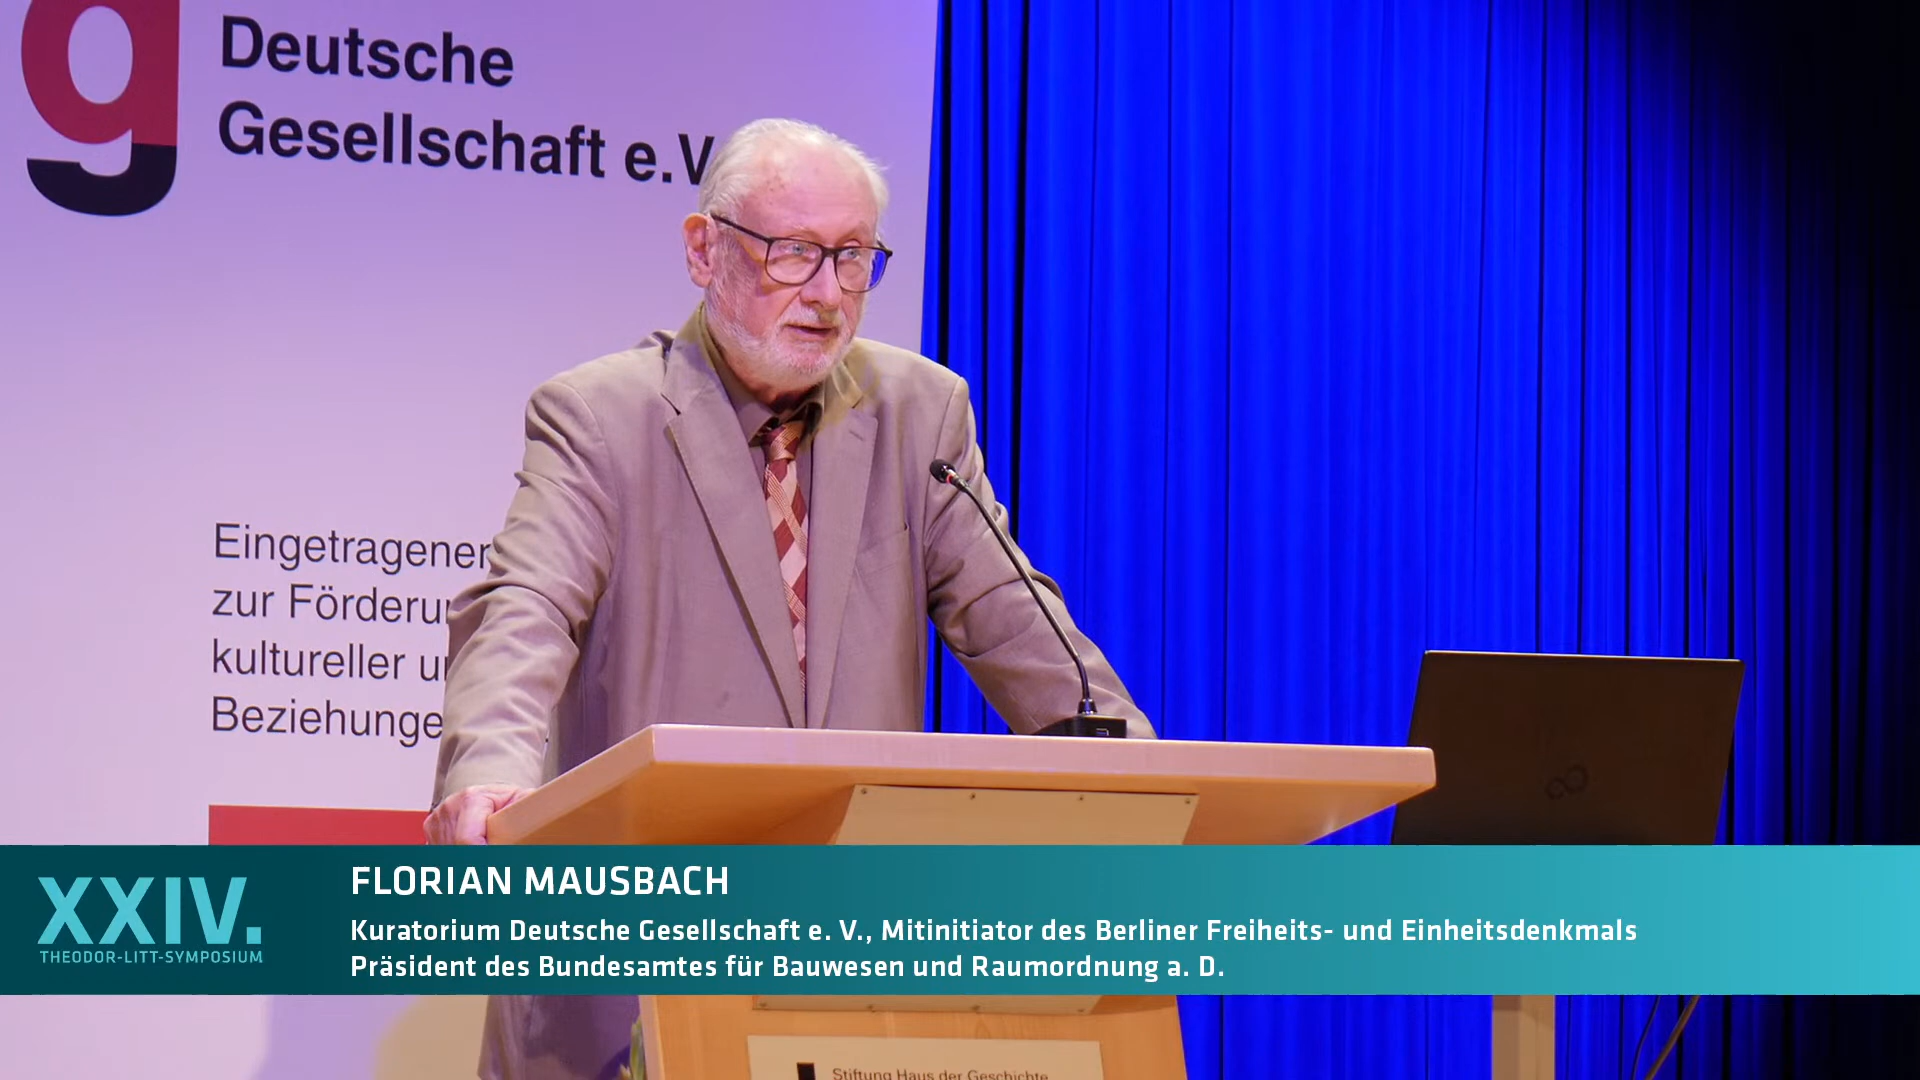 g
Deutsche
Gesellschaft e.V
Eingetragener
zur Förderu
kultureller u
Beziehunge
XXIV.
THEODOR-LITT-SYMPOSIUM
FLORIAN MAUSBACH
Kuratorium Deutsche Gesellschaft e. V., Mitinitiator des Berliner Freiheits- und Einheitsdenkmals
Präsident des Bundesamtes für Bauwesen und Raumordnung a. D.
Stiftung Haus der Geschichte